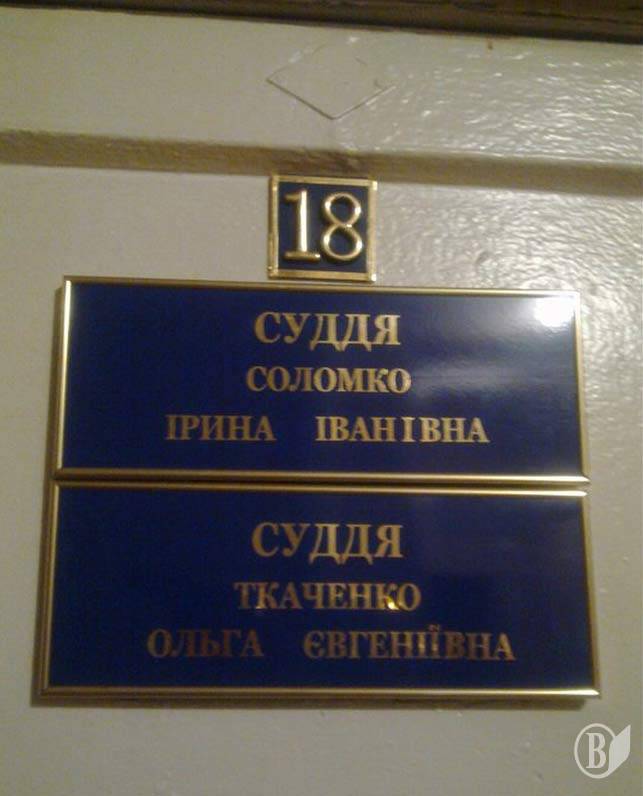 18
СУДДЯ
СОЛОМКО
ІРИНА ІВАНІВНА
СУДДЯ
ТКАЧЕНКО
ОЛЬГА ЄВГЕНІЇВНА
В